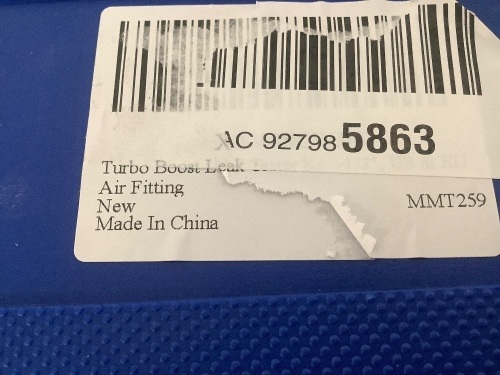 AC 92798 5863
Turbo Boost Leak
Air Fitting
New
MMT259
Made In China